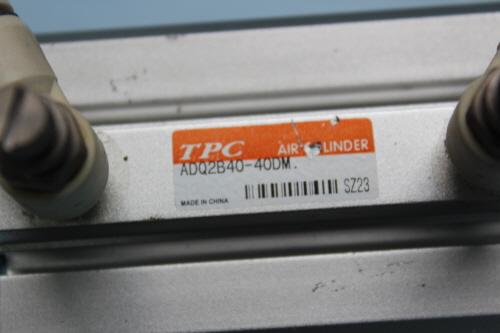 TPC AIR CYLINDER
ADQ2B40-40DM.
MADE IN CHINA SZ23